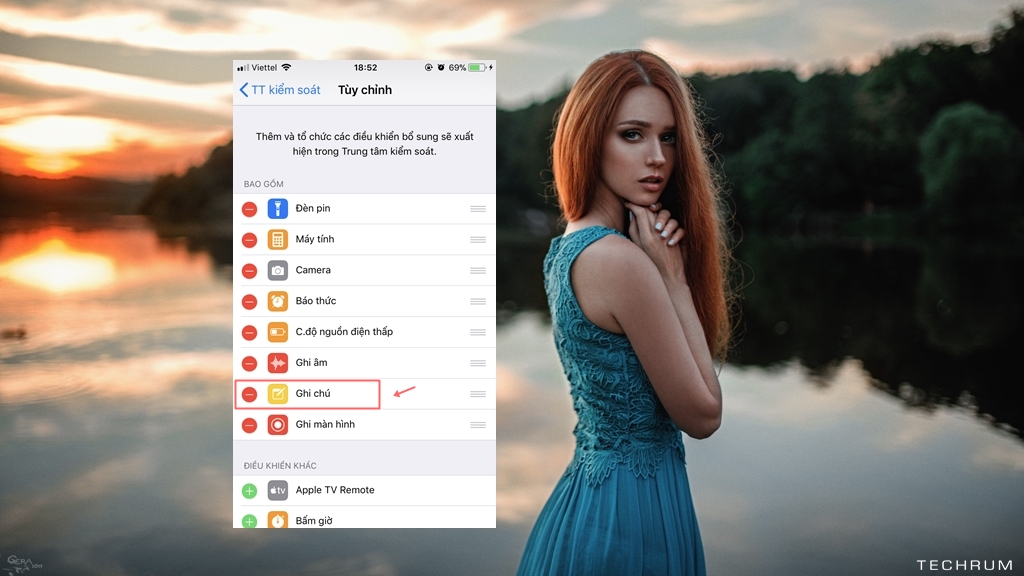 Viettel
18:52
69%
TT kiểm soát
Tùy chỉnh
Thêm và tổ chức các điều khiển bổ sung sẽ xuất
hiện trong Trung tâm kiểm soát.
BAO GỒM
Đèn pin
Máy tính
Camera
Báo thức
C.độ nguồn điện thấp
Ghi âm
Ghi chú
Ghi màn hình
ĐIỀU KHIỂN KHÁC
tv
Apple TV Remote
Bấm giờ
TECHRUM